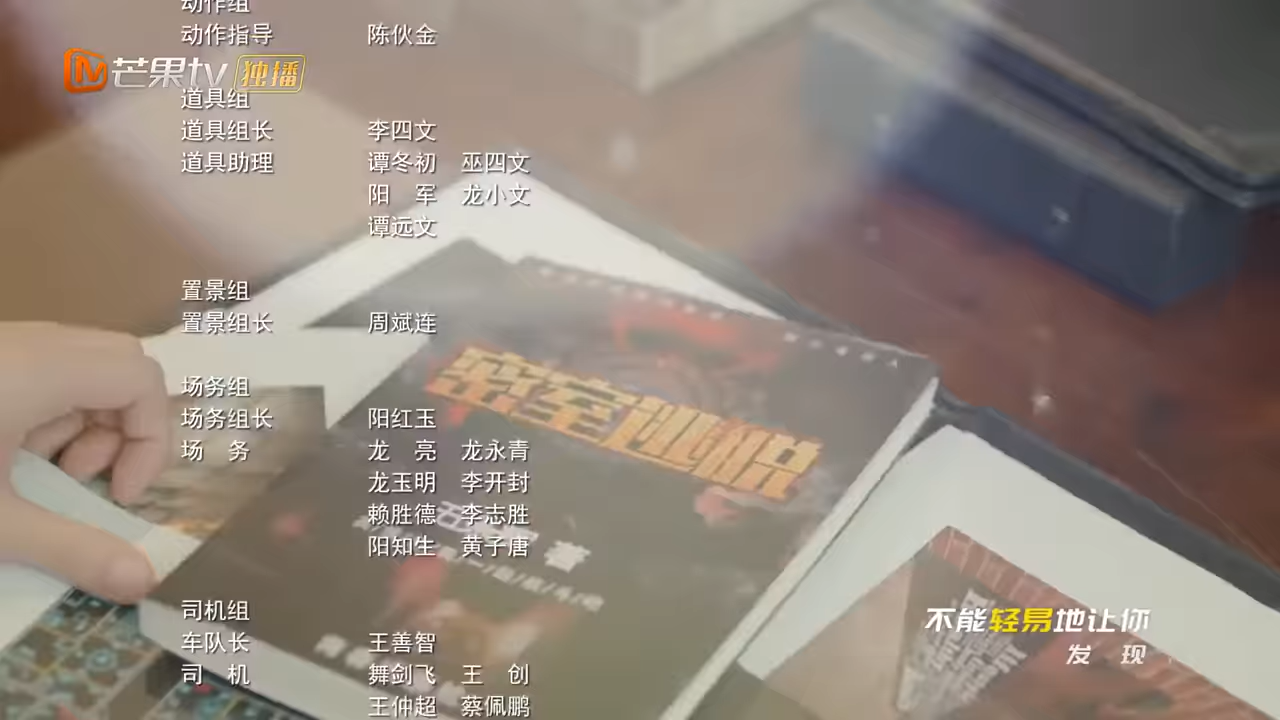 动作组
动作指导 陈伙金
芒果tv 独播
道具组
道具组长 李四文
道具助理 谭冬初 巫四文
阳 军 龙小文
谭远文
置景组
置景组长 周斌连
密室逃脱
场务组
场务组长 阳红玉
场 务 龙 亮 龙永青
龙玉明 李开封
赖胜德 李志胜
阳知生 黄子唐
著
司机组
车队长 王善智
司 机 舞剑飞 王 创
王仲超 蔡佩鹏
不能轻易地让你
发 现